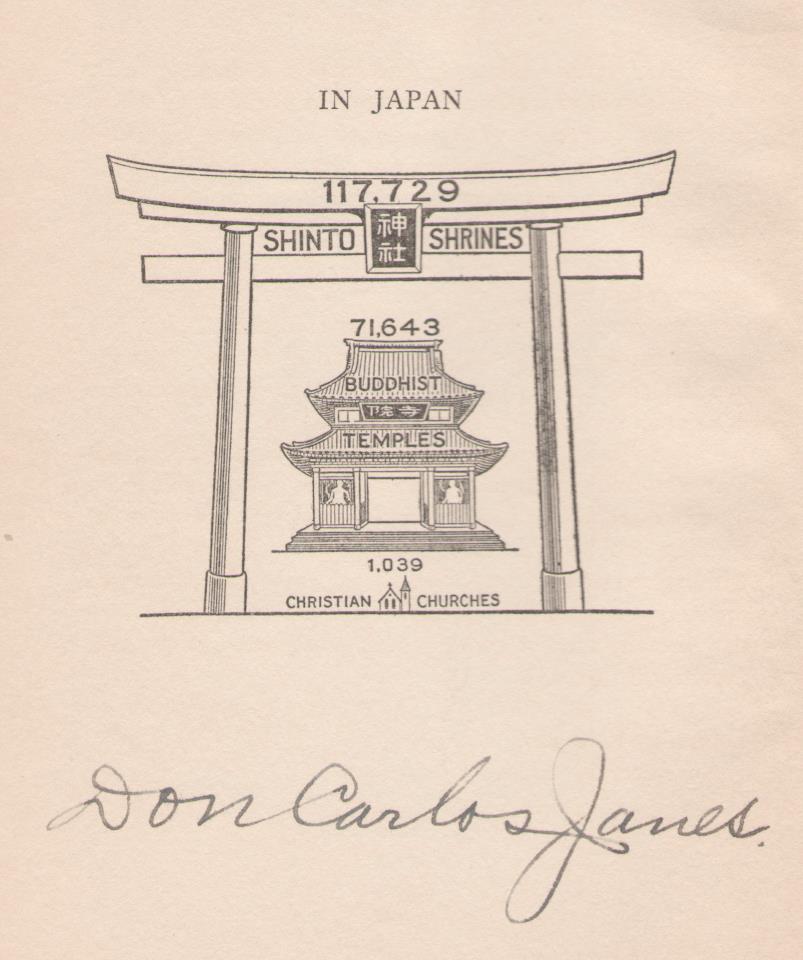 IN JAPAN
117,729
SHINTO 神社 SHRINES
71,643
BUDDHIST
院寺
TEMPLES
1,039
CHRISTIAN CHURCHES
Don Carlos Janes.